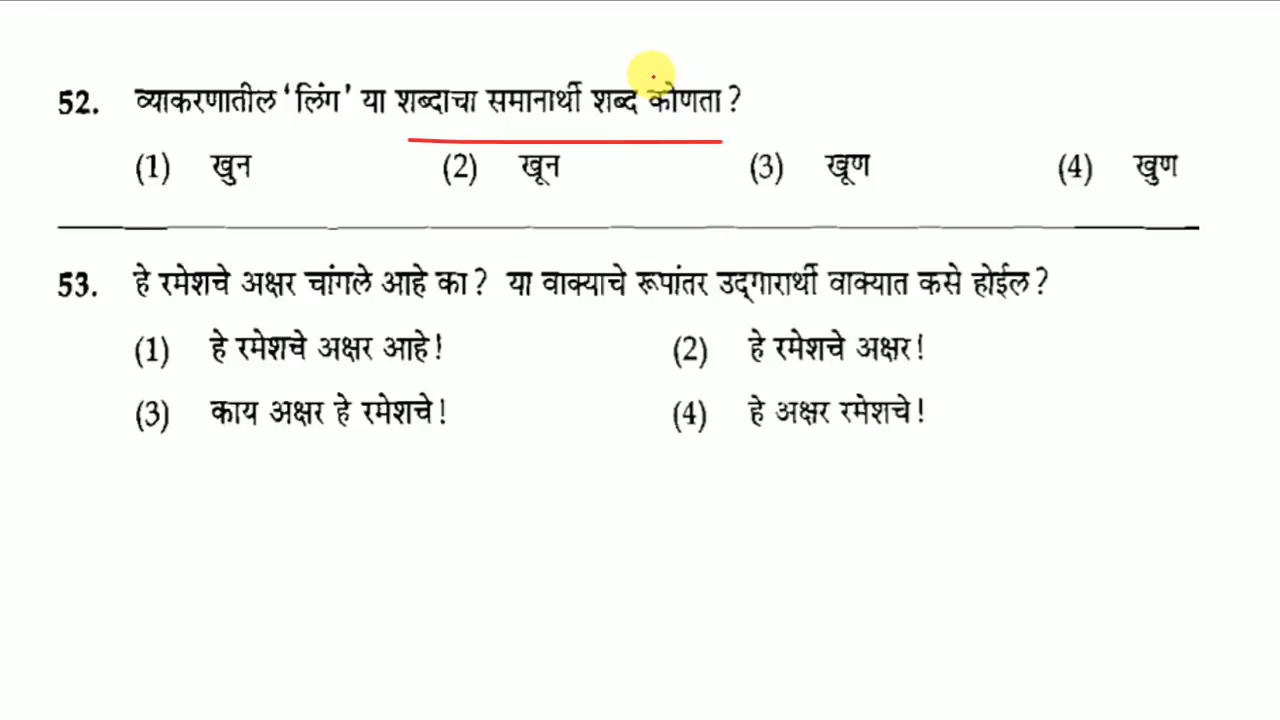 52. व्याकरणातील ‘लिंग’ या शब्दाचा समानार्थी शब्द कोणता?
(1) खुन (2) खून (3) खूण (4) खुण
53. हे रमेशचे अक्षर चांगले आहे का? या वाक्याचे रूपांतर उद्‌गारार्थी वाक्यात कसे होईल?
(1) हे रमेशचे अक्षर आहे! (2) हे रमेशचे अक्षर!
(3) काय अक्षर हे रमेशचे! (4) हे अक्षर रमेशचे!